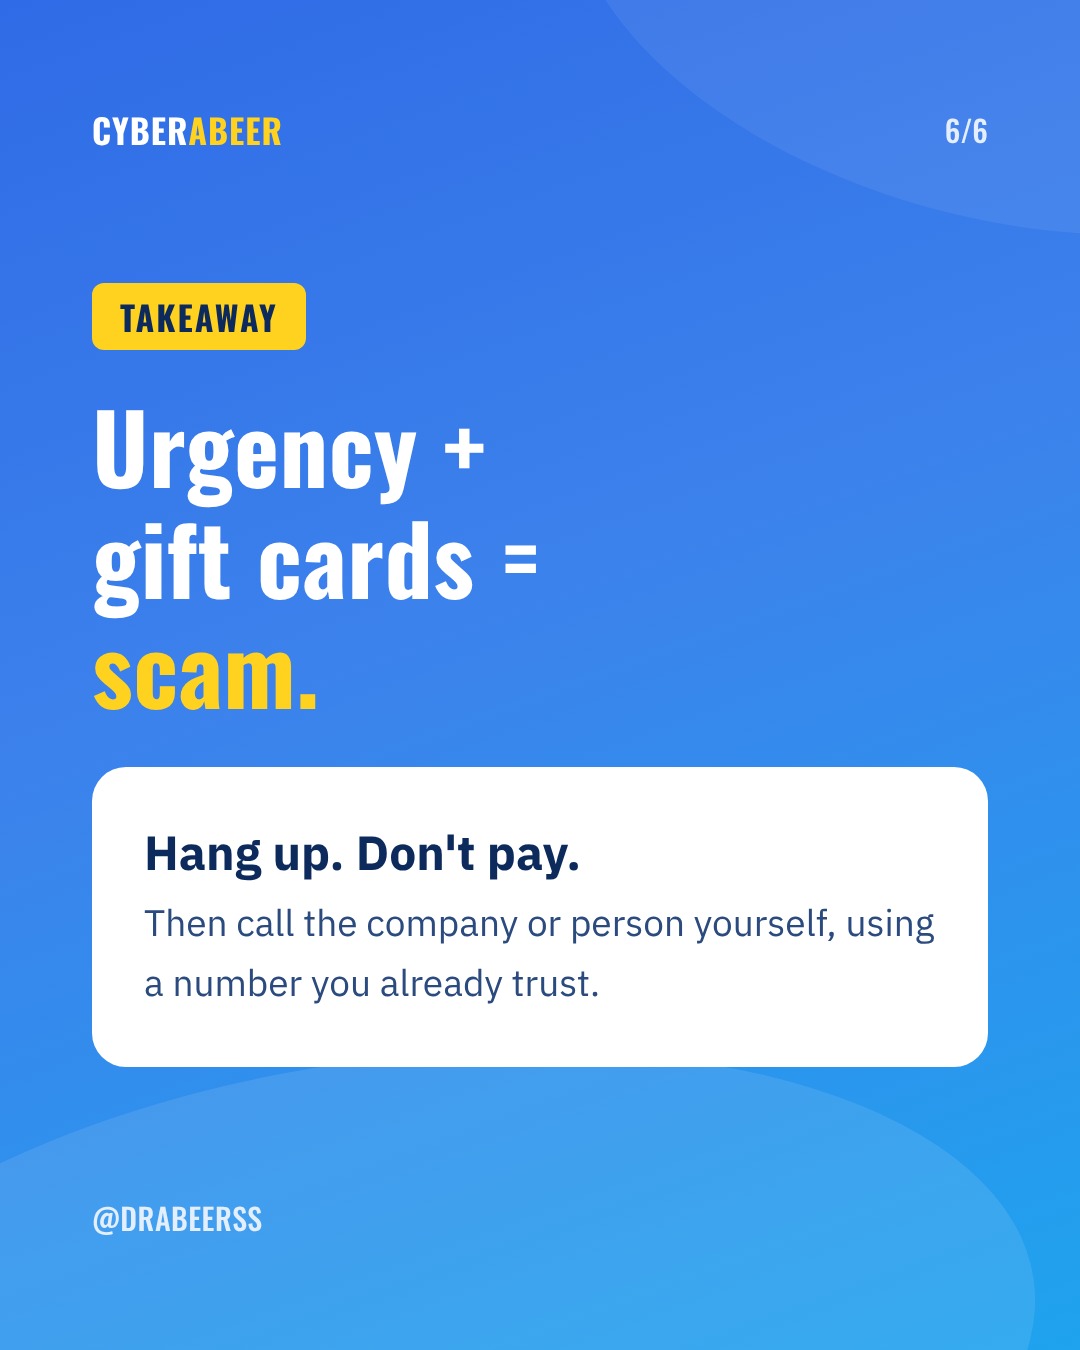 CYBERABEER
6/6
TAKEAWAY
Urgency +
gift cards =
scam.
Hang up. Don't pay.
Then call the company or person yourself, using
a number you already trust.
@DRABEERSS